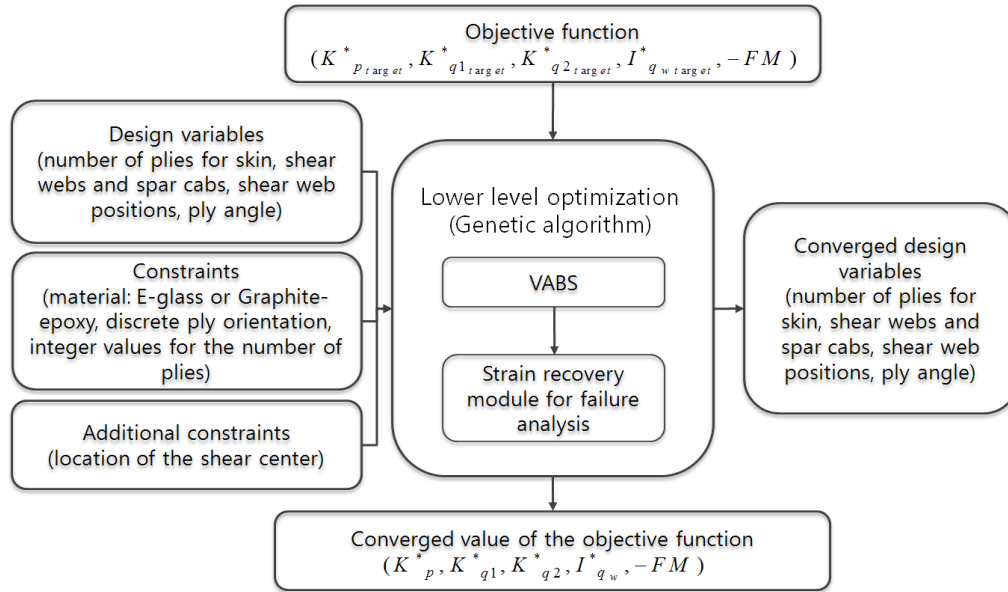 Objective function
( K*ₚ ₜₐᵣgₑₜ , K*q1 ₜₐᵣgₑₜ , K*q2 ₜₐᵣgₑₜ , I*q w ₜₐᵣgₑₜ , − FM )
Design variables
(number of plies for skin, shear
webs and spar cabs, shear web
positions, ply angle)
Constraints
(material: E-glass or Graphite-
epoxy, discrete ply orientation,
integer values for the number of
plies)
Additional constraints
(location of the shear center)
Lower level optimization
(Genetic algorithm)
VABS
Strain recovery
module for failure
analysis
Converged design
variables
(number of plies for
skin, shear webs and
spar cabs, shear web
positions, ply angle)
Converged value of the objective function
( K*ₚ , K*q1 , K*q2 , I*q w , − FM )